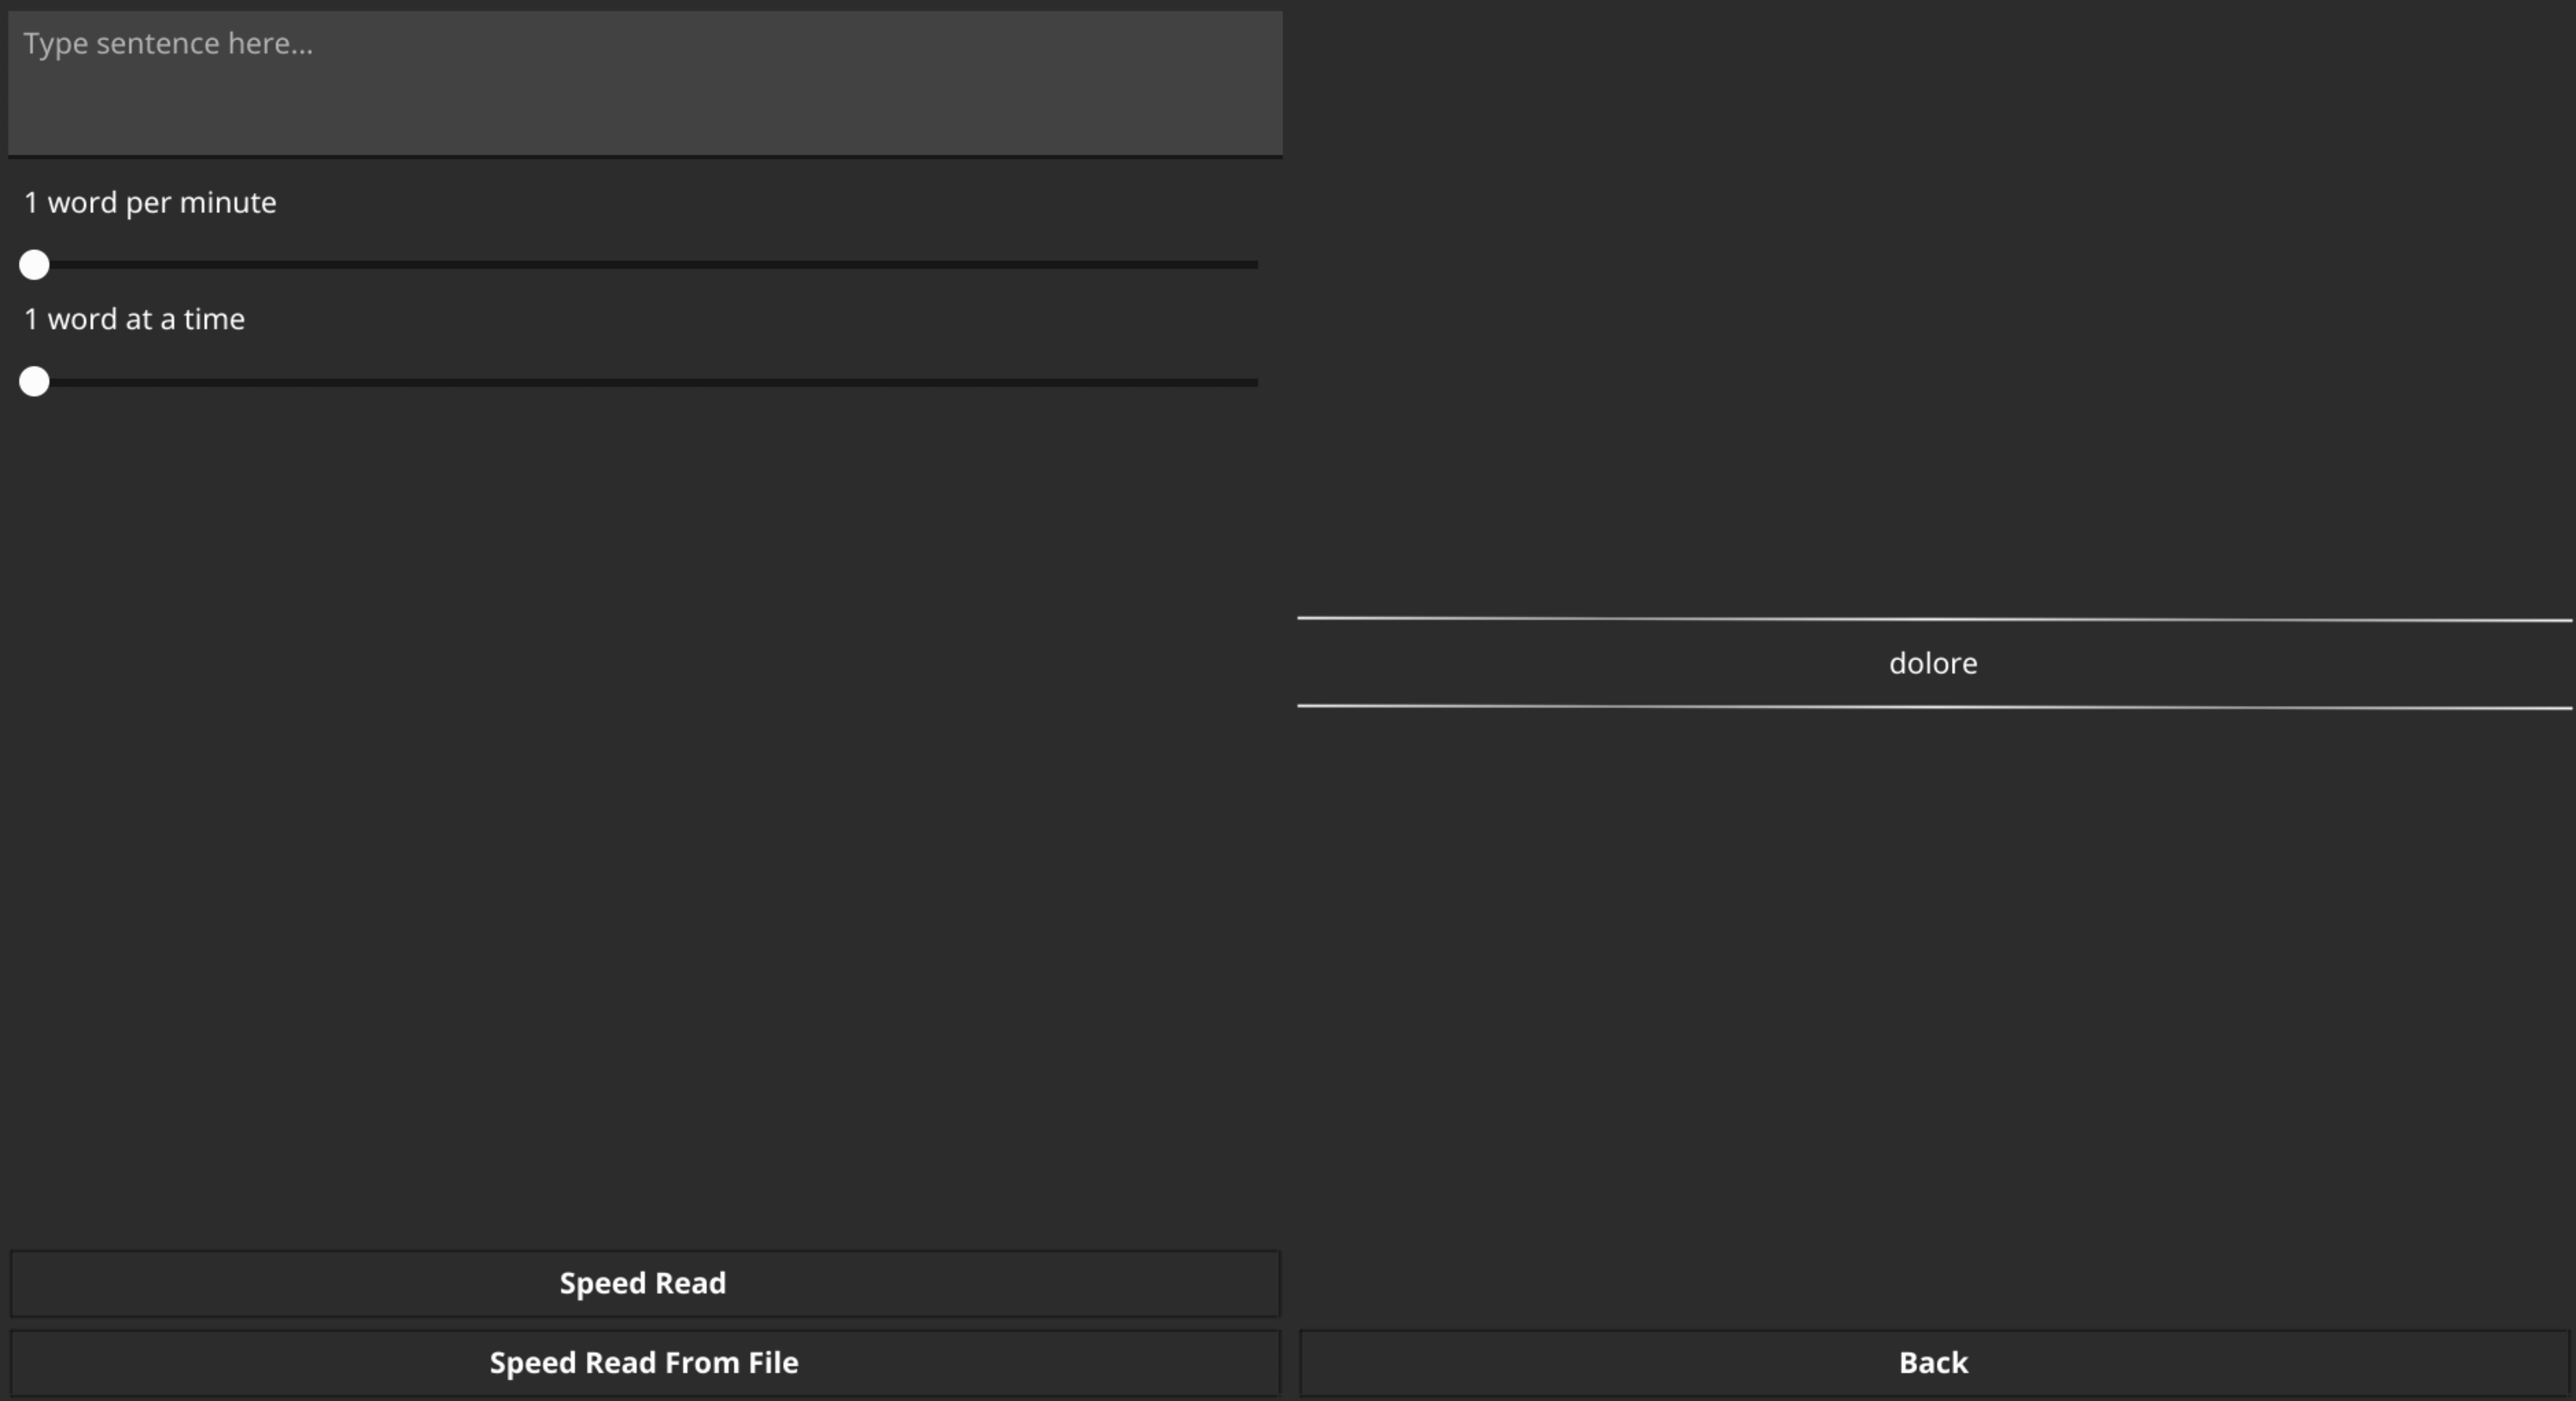 Type sentence here...
1 word per minute
1 word at a time
dolore
Speed Read
Speed Read From File
Back